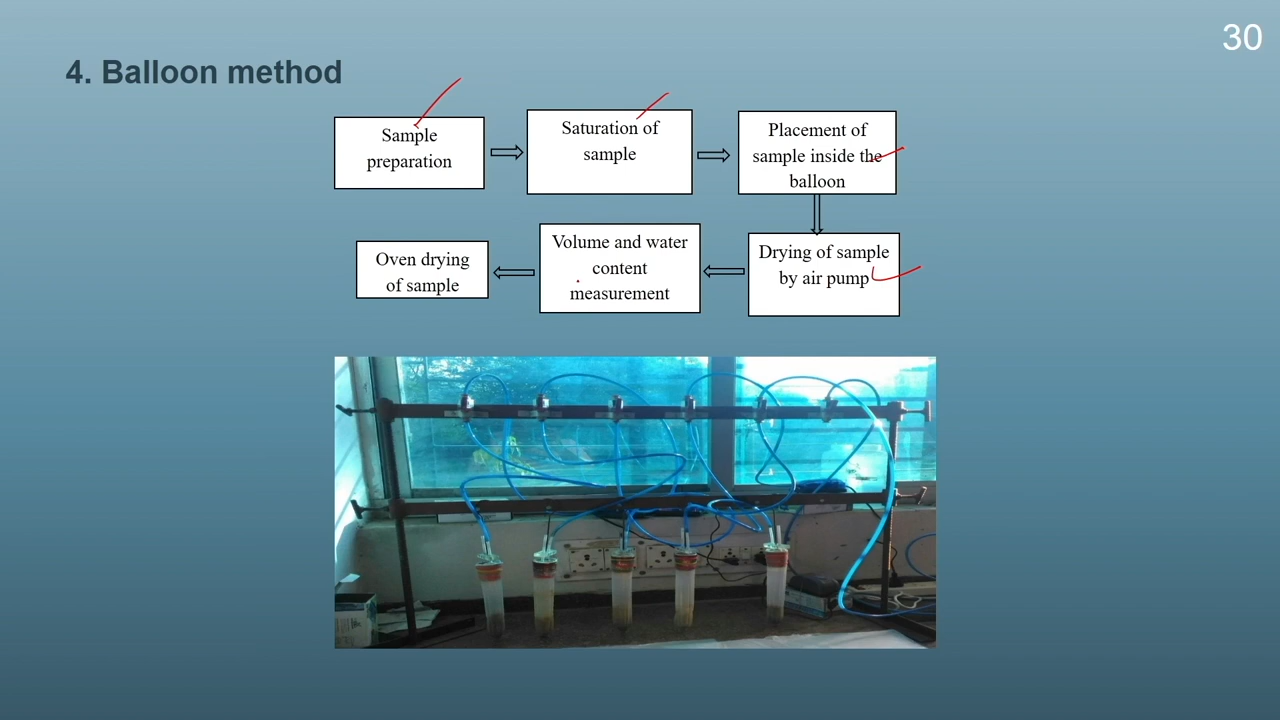 30
4. Balloon method
Sample
preparation
Saturation of
sample
Placement of
sample inside the
balloon
Drying of sample
by air pump
Volume and water
content
measurement
Oven drying
of sample